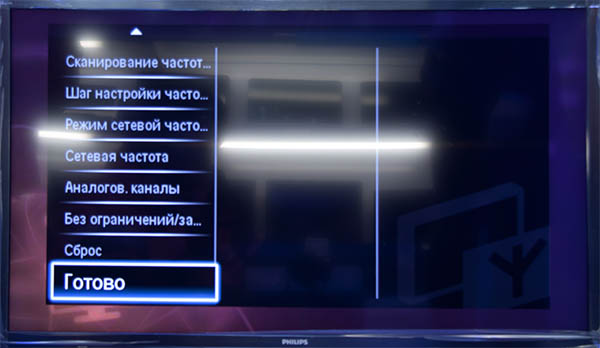 Сканирование частот...
Шаг настройки часто...
Режим сетевой часто...
Сетевая частота
Аналогов. каналы
Без ограничений/за...
Сброс
Готово
PHILIPS